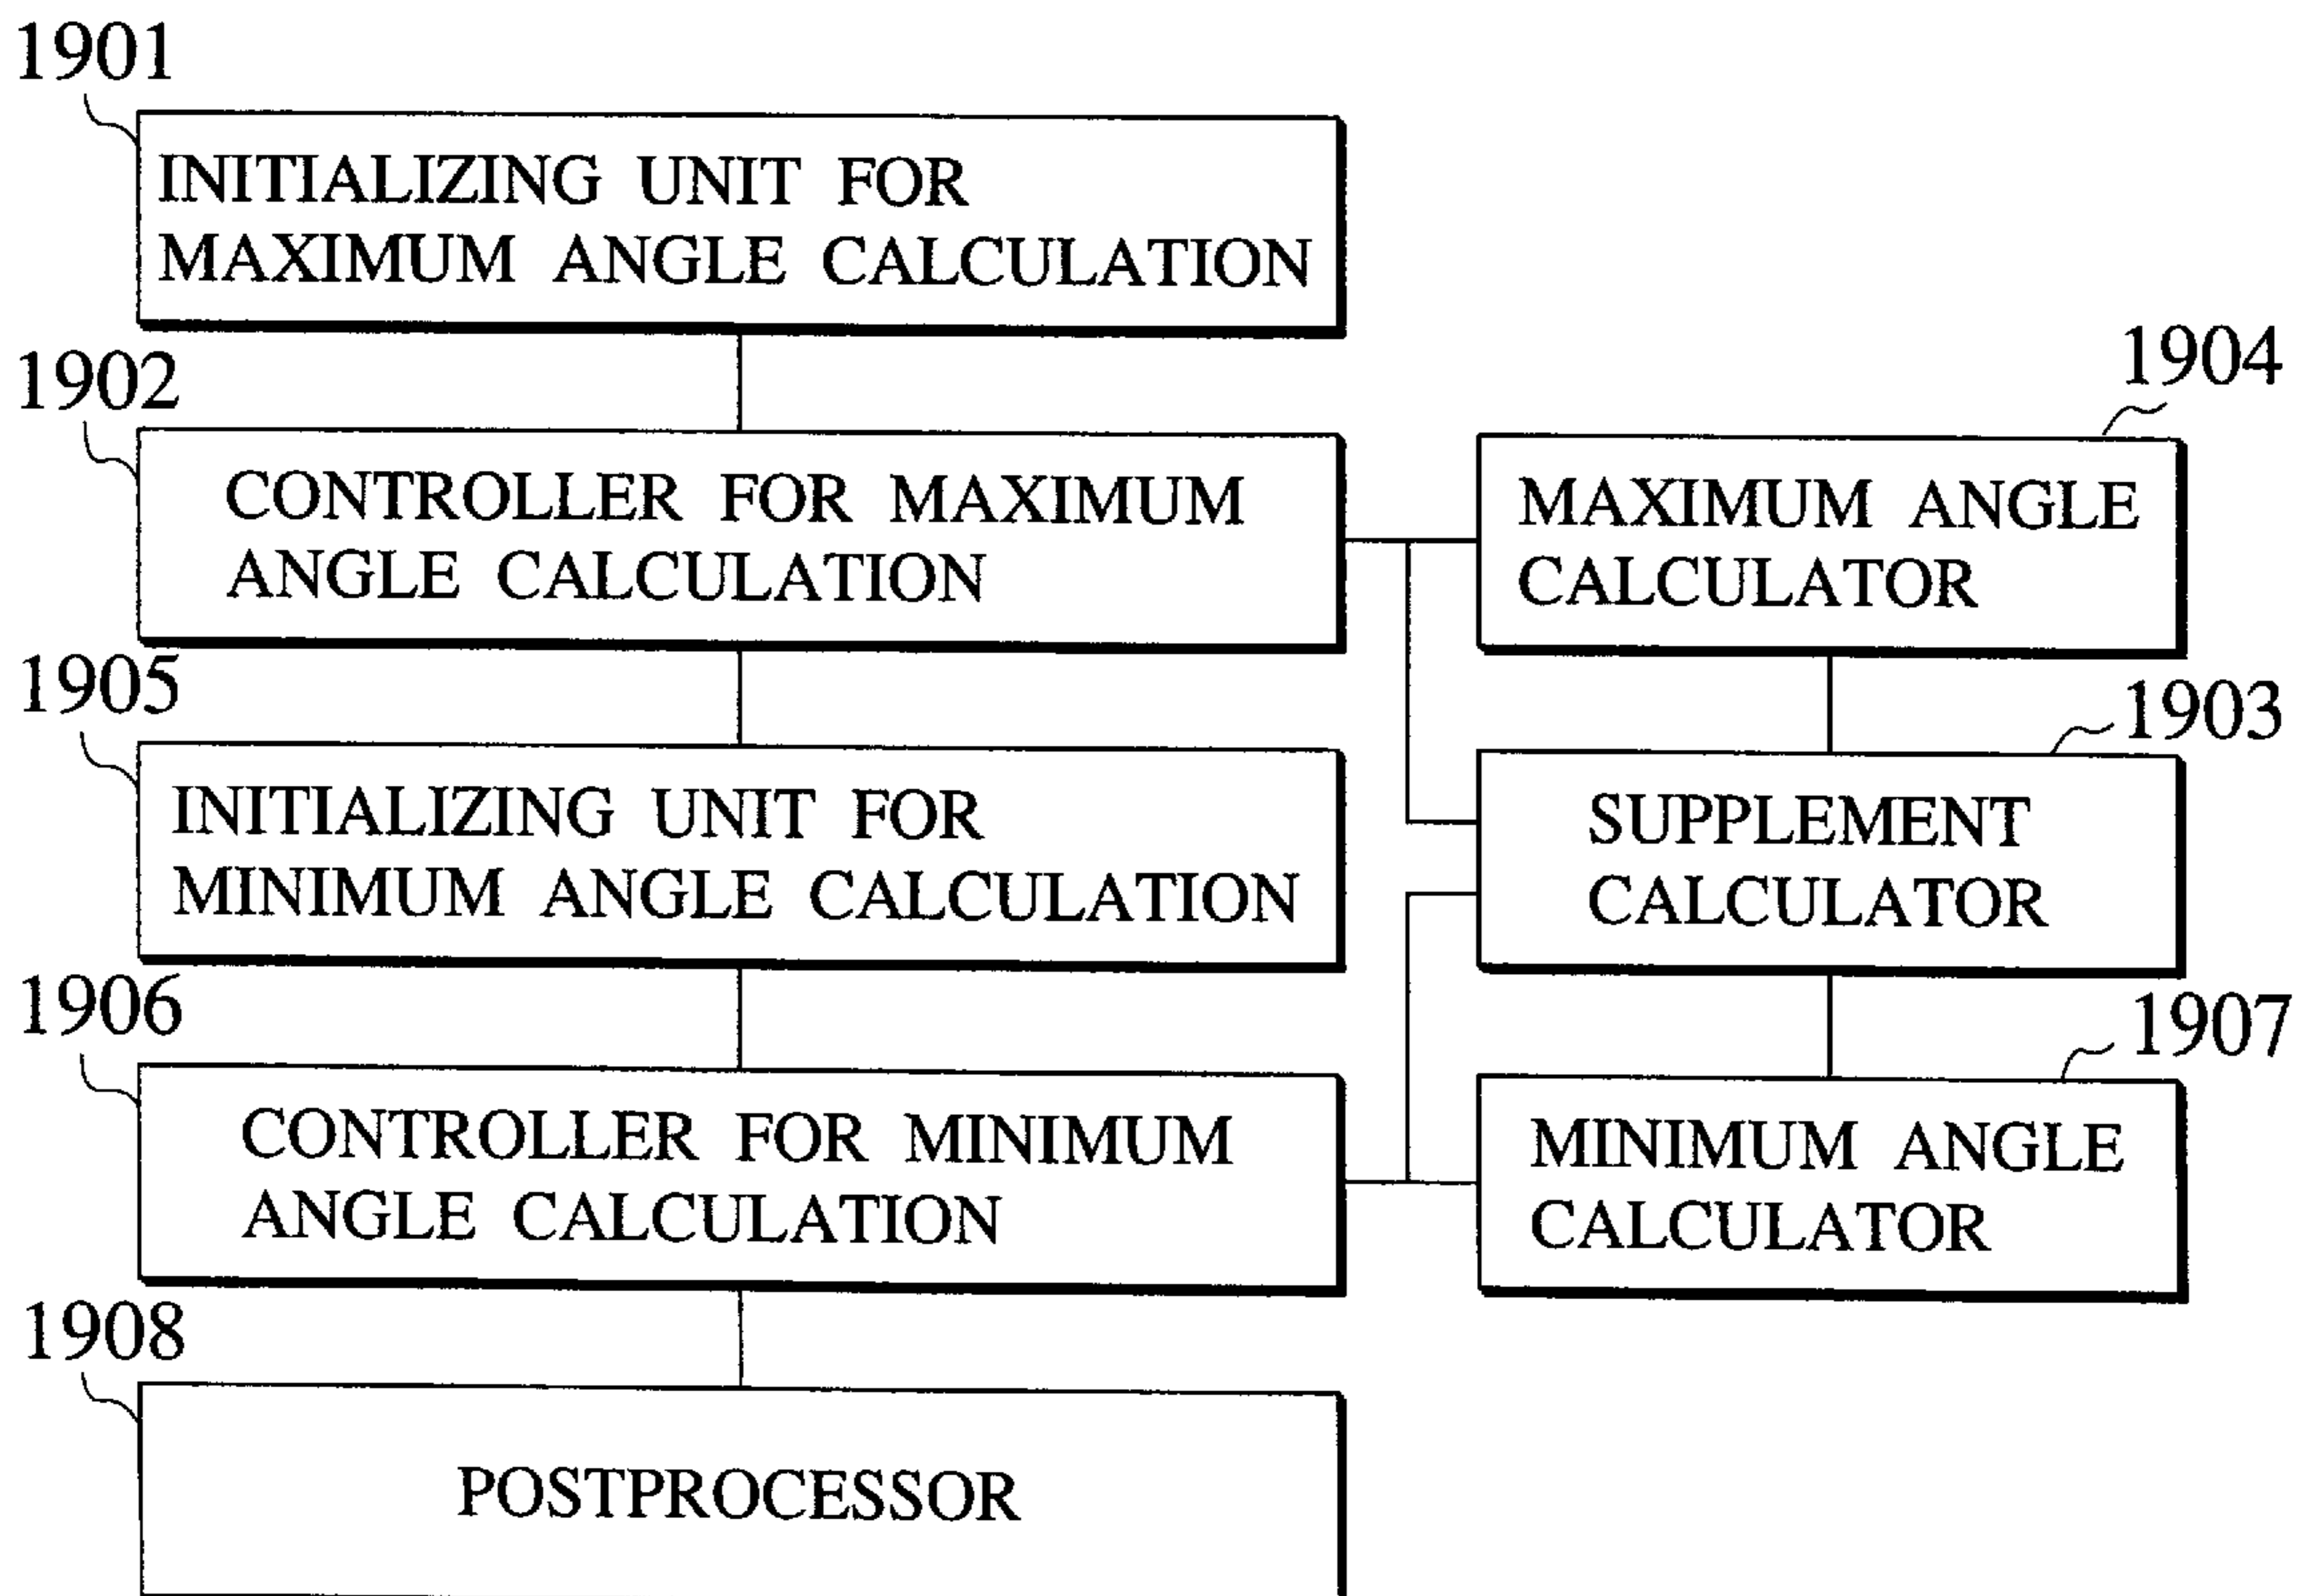 1901
INITIALIZING UNIT FOR
MAXIMUM ANGLE CALCULATION
1902
CONTROLLER FOR MAXIMUM
ANGLE CALCULATION
1904
MAXIMUM ANGLE
CALCULATOR
1905
INITIALIZING UNIT FOR
MINIMUM ANGLE CALCULATION
1903
SUPPLEMENT
CALCULATOR
1906
CONTROLLER FOR MINIMUM
ANGLE CALCULATION
1907
MINIMUM ANGLE
CALCULATOR
1908
POSTPROCESSOR